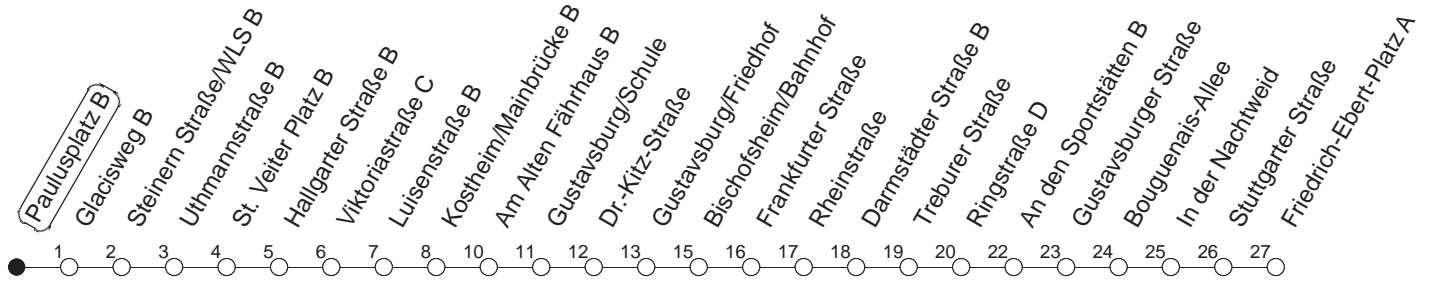 Paulusplatz B
Glacisweg B
Steinern Straße/WLS B
Uthmannstraße B
St. Veiter Platz B
Hallgarter Straße B
Viktoriastraße C
Luisenstraße B
Kostheim/Mainbrücke B
Am Alten Fährhaus B
Gustavsburg/Schule
Dr.-Kitz-Straße
Gustavsburg/Friedhof
Bischofsheim/Bahnhof
Frankfurter Straße
Rheinstraße
Darmstädter Straße B
Treburer Straße
Ringstraße D
An den Sportstätten B
Gustavsburger Straße
Bouguenais-Allee
In der Nachtweid
Stuttgarter Straße
Friedrich-Ebert-Platz A
1 2 3 4 5 6 7 8 10 11 12 13 15 16 17 18 19 20 22 23 24 25 26 27